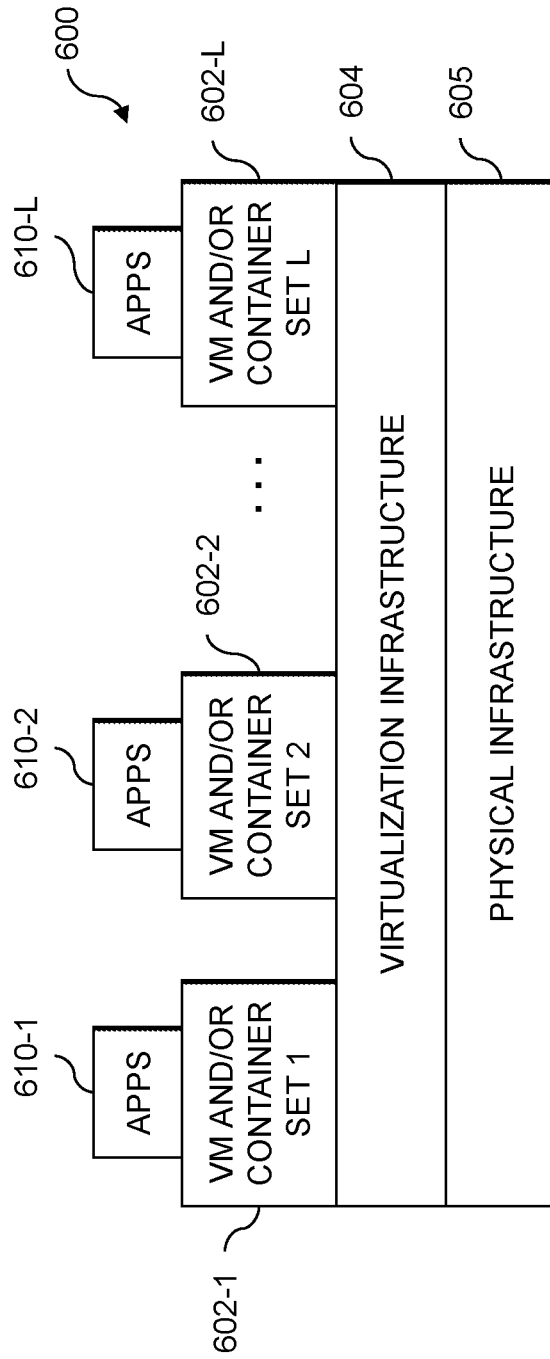 600
610-1
610-2
610-L
APPS
APPS
APPS
602-1
VM AND/OR
CONTAINER
SET 1
VM AND/OR
CONTAINER
SET 2
602-2
. . .
VM AND/OR
CONTAINER
SET L
602-L
VIRTUALIZATION INFRASTRUCTURE
604
PHYSICAL INFRASTRUCTURE
605